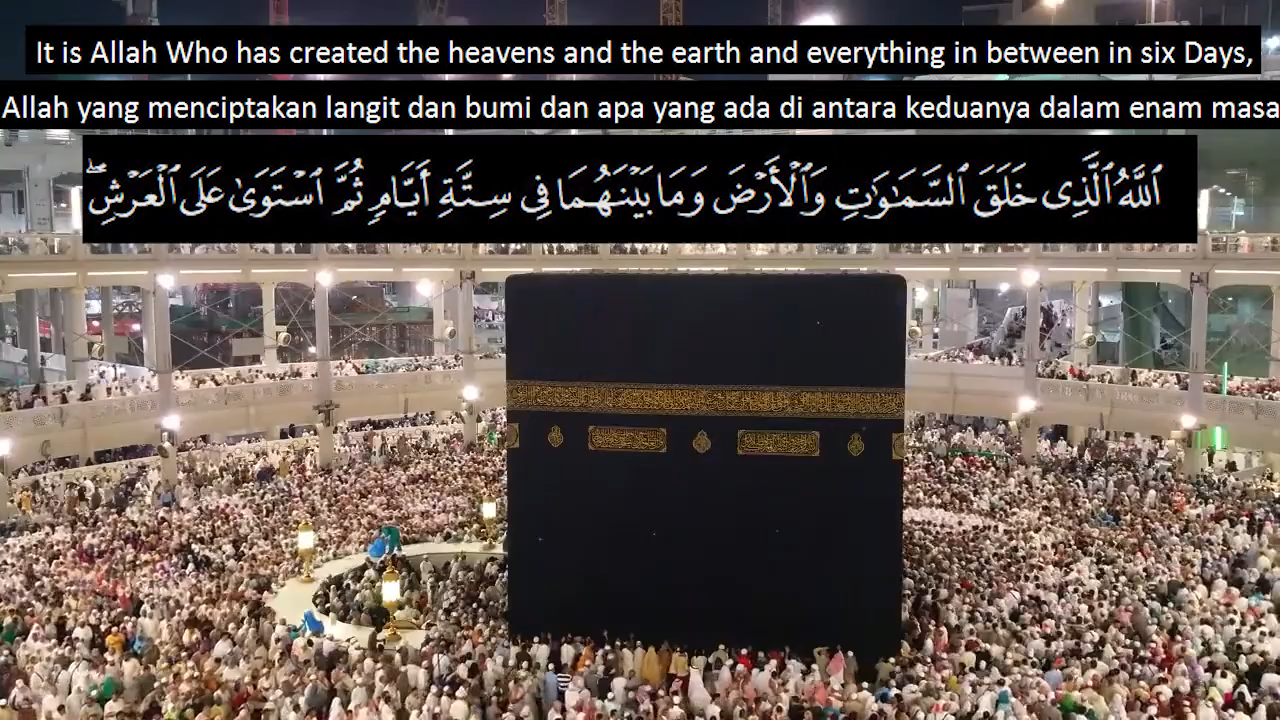 It is Allah Who has created the heavens and the earth and everything in between in six Days,
Allah yang menciptakan langit dan bumi dan apa yang ada di antara keduanya dalam enam masa
ٱللَّهُ ٱلَّذِى خَلَقَ ٱلسَّمَـٰوَٰتِ وَٱلْأَرْضَ وَمَا بَيْنَهُمَا فِى سِتَّةِ أَيَّامٍ ثُمَّ ٱسْتَوَىٰ عَلَى ٱلْعَرْشِ ۖ